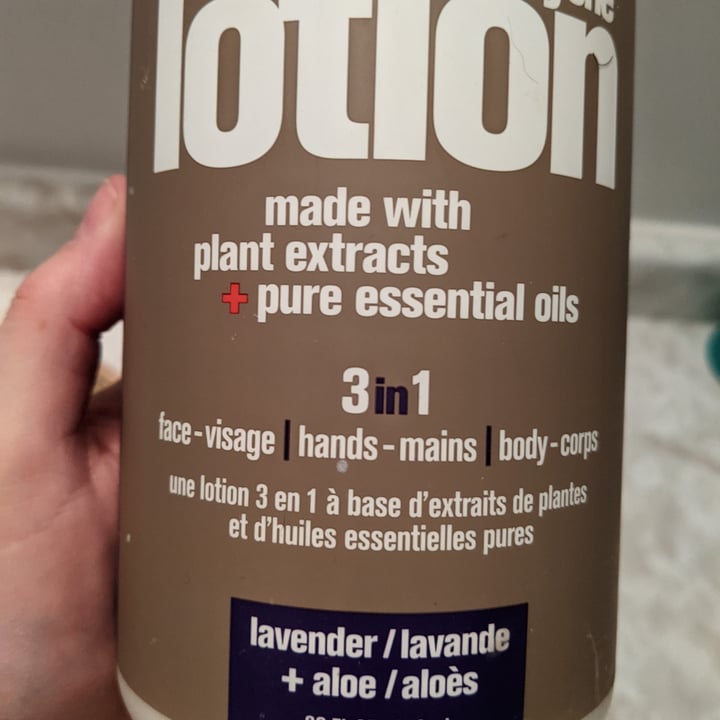 lotion
made with
plant extracts
+ pure essential oils
3 in 1
face-visage | hands-mains | body-corps
une lotion 3 en 1 à base d'extraits de plantes
et d'huiles essentielles pures
lavender / lavande
+ aloe / aloès